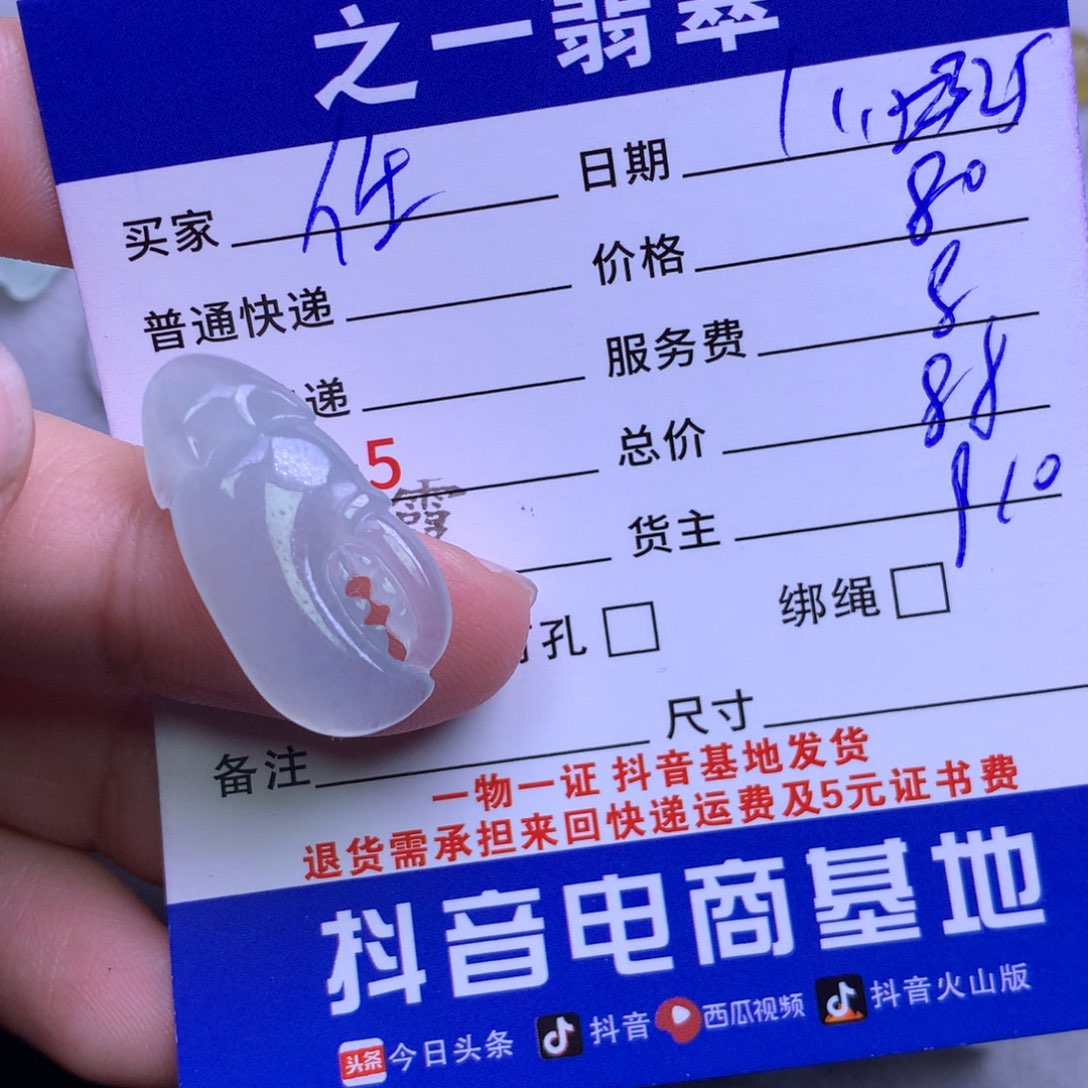 之一翡翠
买家 任 日期
普通快递 价格 80
递 服务费 8
5 总价 88
霞 货主 910
孔 绑绳
备注 尺寸
一物一证 抖音基地发货
退货需承担来回快递运费及5元证书费
抖音电商基地
头条 今日头条 抖音 西瓜视频 抖音火山版